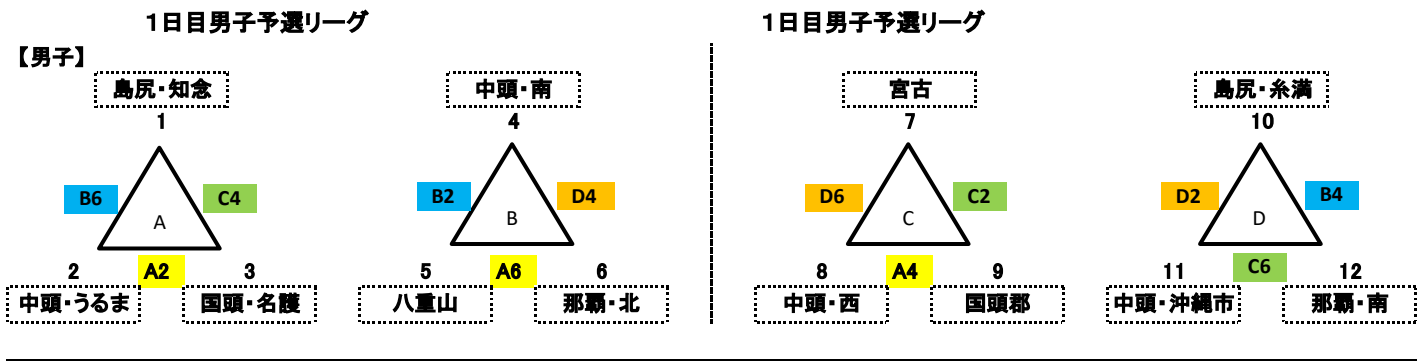 1日目男子予選リーグ 1日目男子予選リーグ
【男子】
島尻・知念 中頭・南 宮古 島尻・糸満
1 4 7 10
B6 C4 B2 D4 D6 C2 D2 B4
A B C D
2 A2 3 5 A6 6 8 A4 9 11 C6 12
中頭・うるま 国頭・名護 八重山 那覇・北 中頭・西 国頭郡 中頭・沖縄市 那覇・南